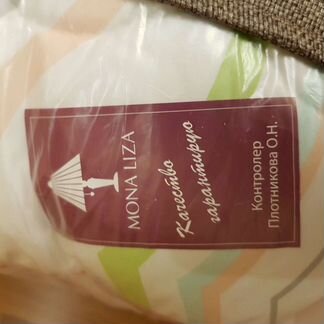 MONA LIZA
Качество
гарантирую
Контролер
Плотникова О.Н.